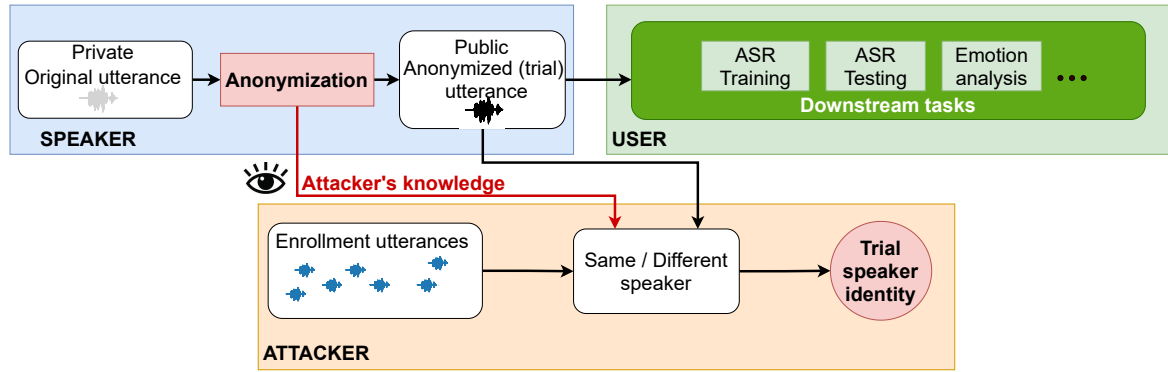 Private
Original utterance
Anonymization
Public
Anonymized (trial)
utterance
SPEAKER
ASR
Training
ASR
Testing
Emotion
analysis
...
Downstream tasks
USER
Attacker's knowledge
Enrollment utterances
Same / Different
speaker
Trial
speaker
identity
ATTACKER